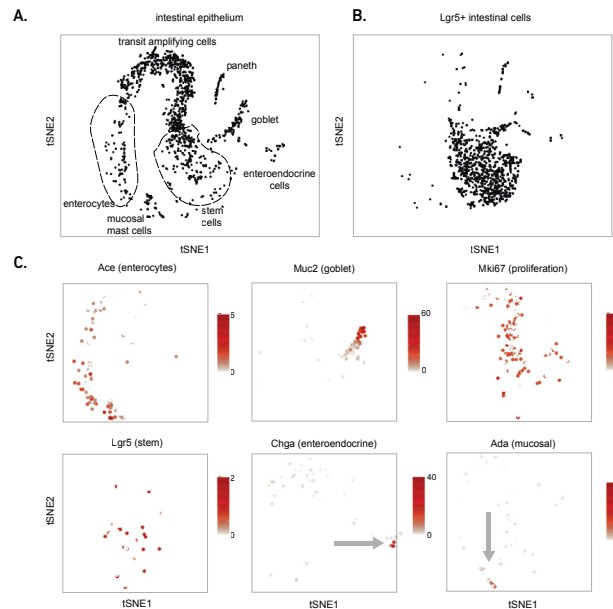 A.
intestinal epithelium
transit amplifying cells
paneth
goblet
enteroendocrine
cells
enterocytes
mucosal
mast cells
stem
cells
tSNE2
tSNE1
B.
Lgr5+ intestinal cells
tSNE2
tSNE1
C.
Ace (enterocytes)
Muc2 (goblet)
Mki67 (proliferation)
tSNE2
0
60
0
Lgr5 (stem)
Chga (enteroendocrine)
Ada (mucosal)
tSNE2
2
0
40
0
tSNE1
tSNE1